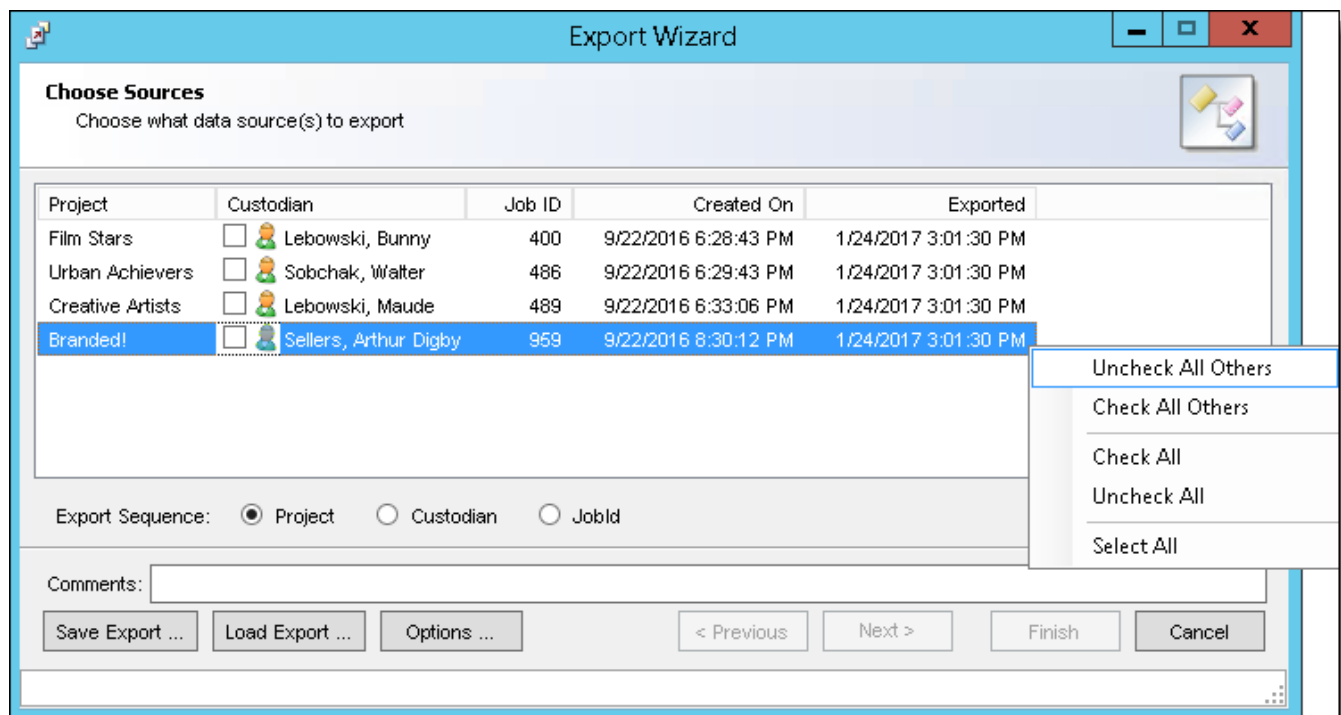 Export Wizard
Choose Sources
Choose what data source(s) to export
Project Custodian Job ID Created On Exported
Film Stars Lebowski, Bunny 400 9/22/2016 6:28:43 PM 1/24/2017 3:01:30 PM
Urban Achievers Sobchak, Walter 486 9/22/2016 6:29:43 PM 1/24/2017 3:01:30 PM
Creative Artists Lebowski, Maude 489 9/22/2016 6:33:06 PM 1/24/2017 3:01:30 PM
Branded! Sellers, Arthur Digby 959 9/22/2016 8:30:12 PM 1/24/2017 3:01:30 PM
Uncheck All Others
Check All Others
Check All
Uncheck All
Select All
Export Sequence: Project Custodian JobId
Comments:
Save Export ... Load Export ... Options ... < Previous Next > Finish Cancel